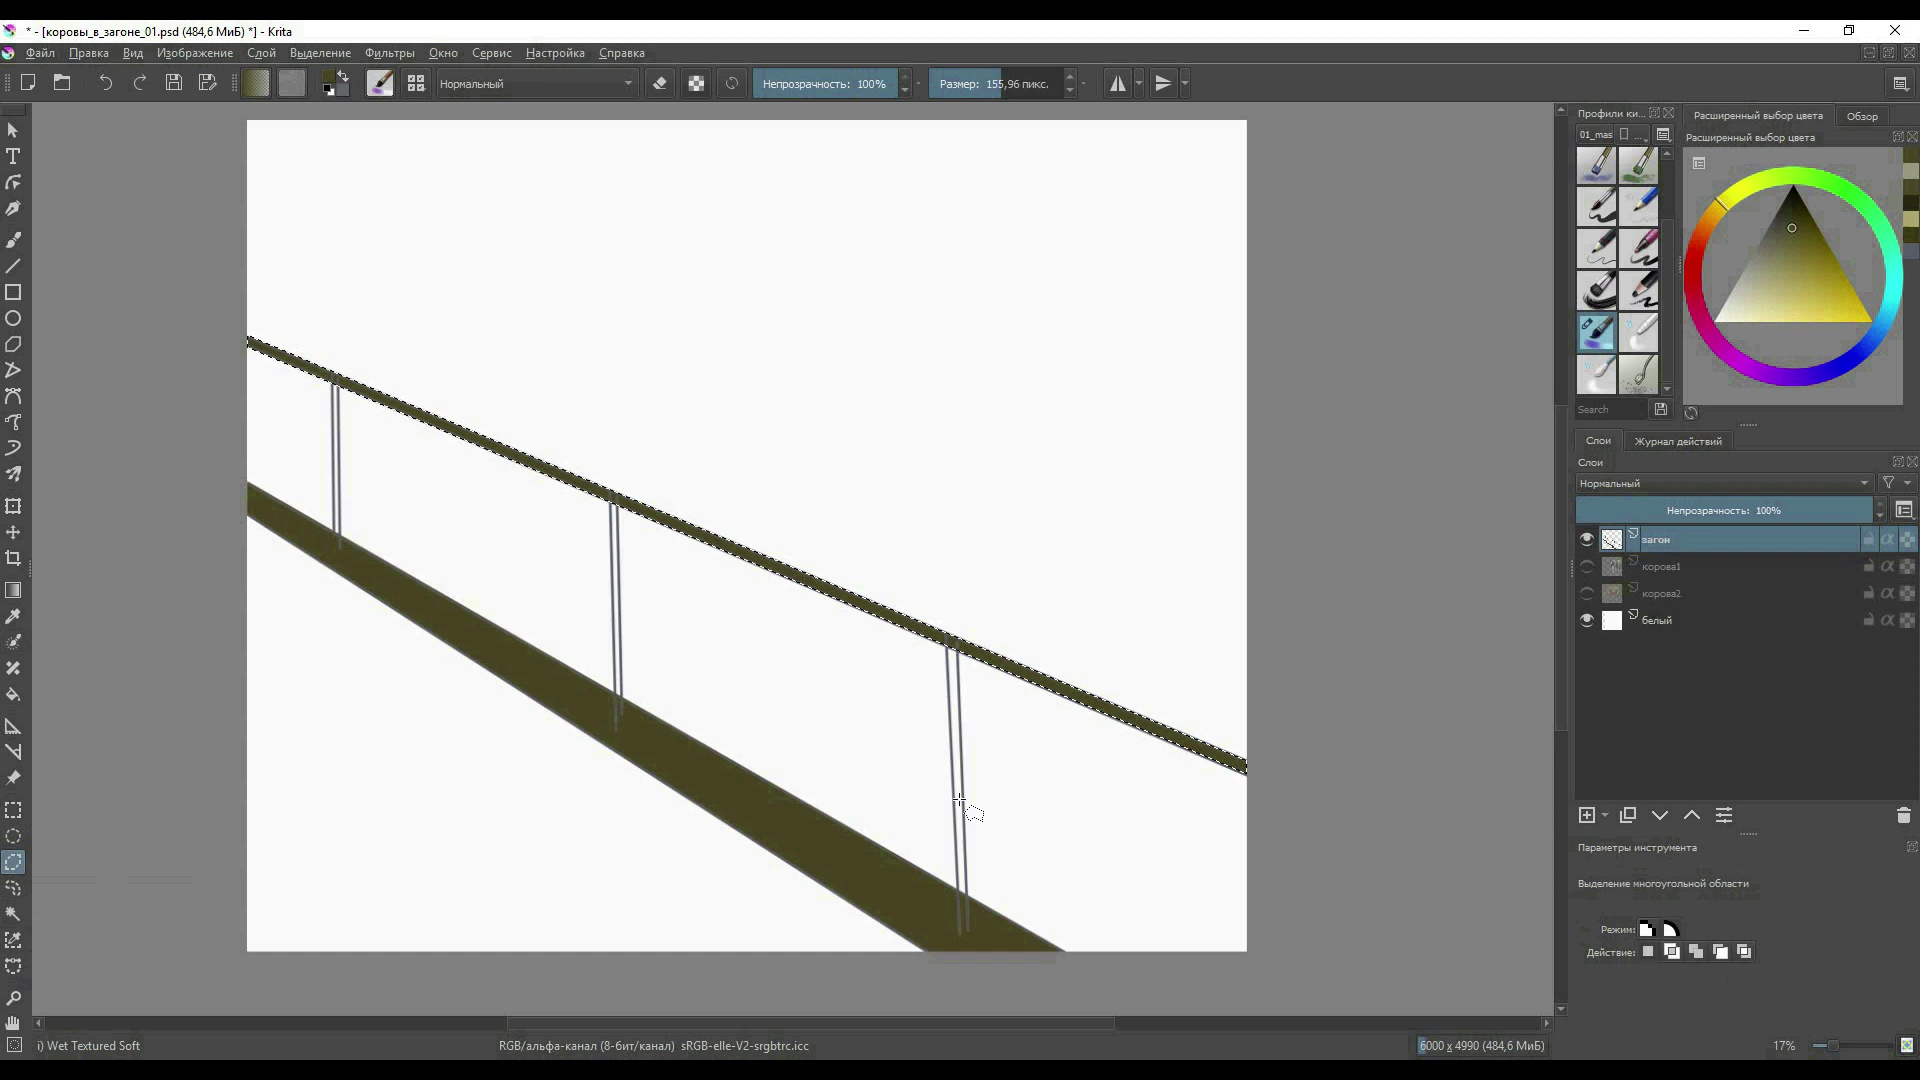 * - [коровы_в_загоне_01.psd (484,6 МиБ) *] - Krita
Файл Правка Вид Изображение Слой Выделение Фильтры Окно Сервис Настройка Справка
Нормальный Непрозрачность: 100% Размер: 155,96 пикс.
Профили ки... Расширенный выбор цвета Обзор
01_mas ... Расширенный выбор цвета
Search
Слои Журнал действий
Слои
Нормальный
Непрозрачность: 100%
загон
корова1
корова2
белый
Параметры инструмента
Выделение многоугольной области
Режим:
Действие:
i) Wet Textured Soft RGB/альфа-канал (8-бит/канал) sRGB-elle-V2-srgbtrc.icc 6000 x 4990 (484,6 МиБ) 17%